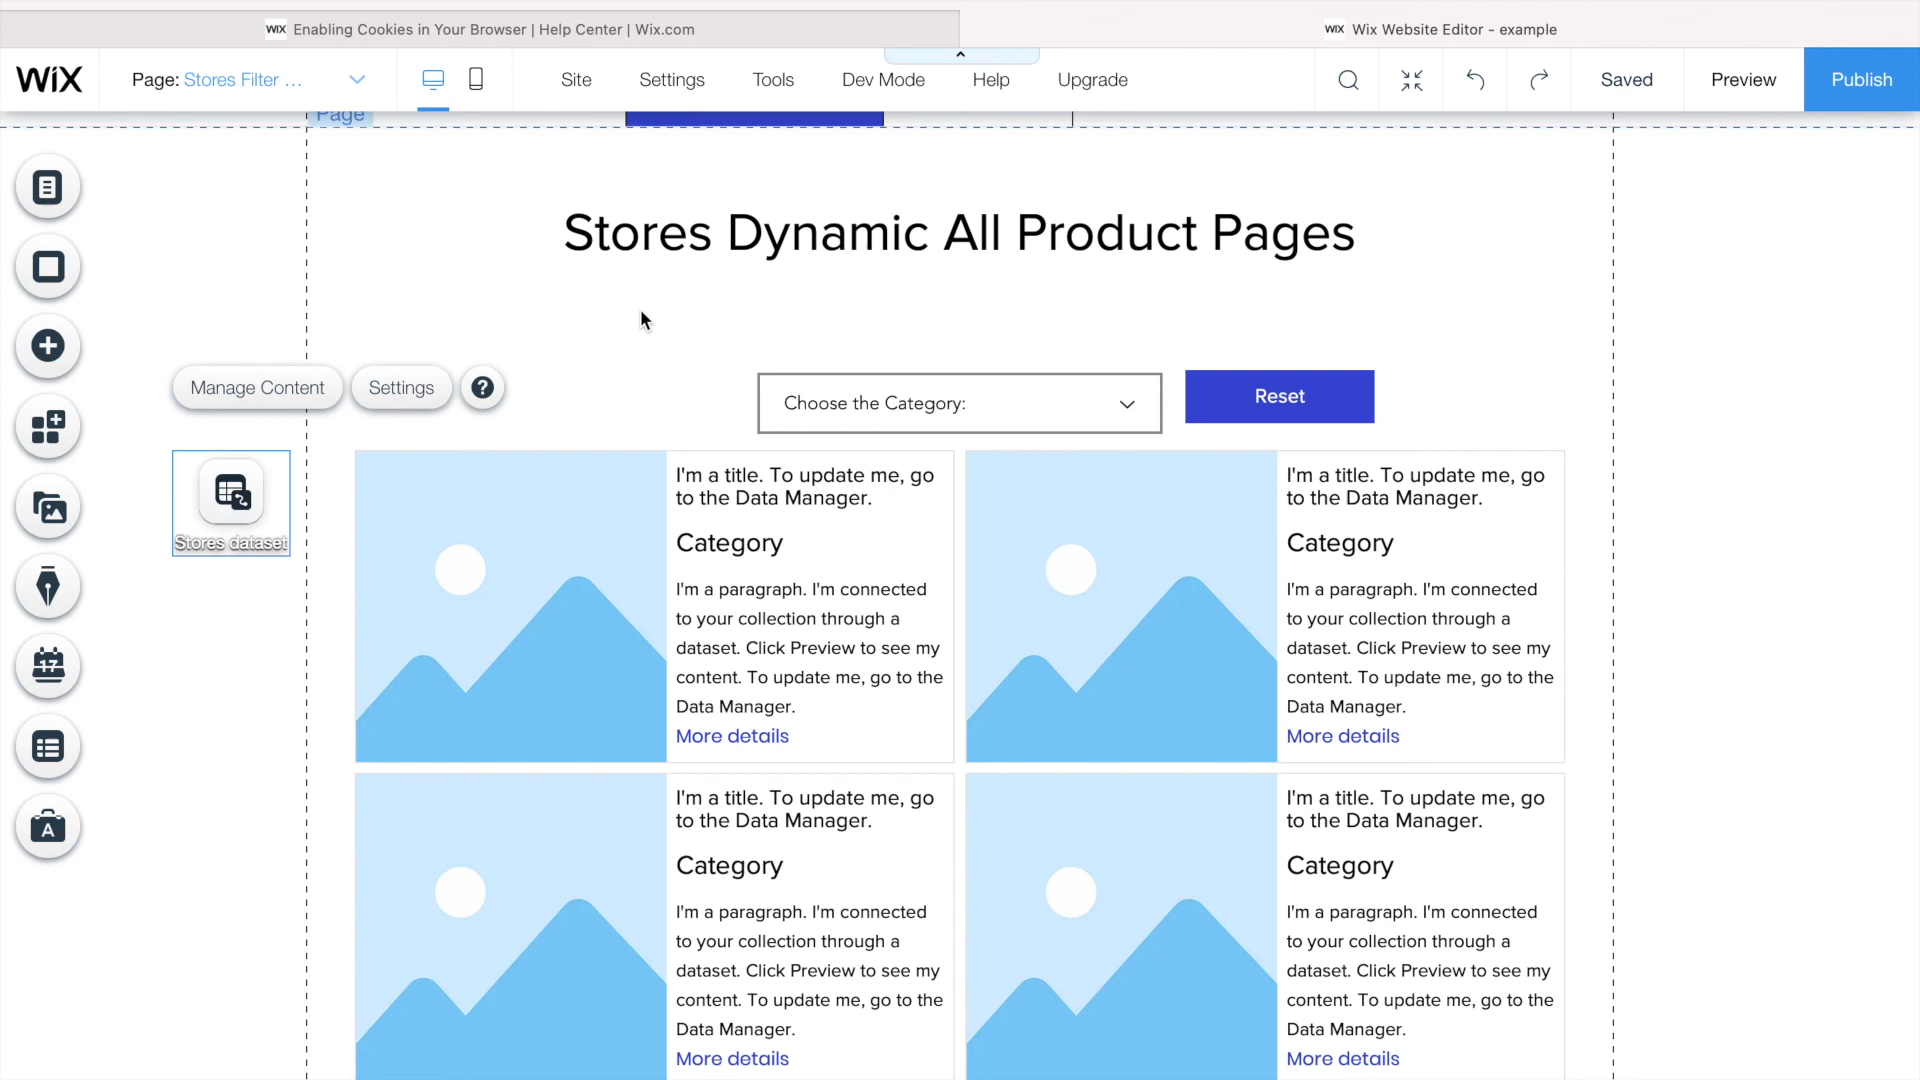 WIX Enabling Cookies in Your Browser | Help Center | Wix.com
WIX Wix Website Editor - example
WiX
Page: Stores Filter ...
Site
Settings
Tools
Dev Mode
Help
Upgrade
Saved
Preview
Publish
Page
Stores Dynamic All Product Pages
Manage Content
Settings
?
Choose the Category:
Reset
Stores dataset
I'm a title. To update me, go
to the Data Manager.
Category
I'm a paragraph. I'm connected
to your collection through a
dataset. Click Preview to see my
content. To update me, go to the
Data Manager.
More details
I'm a title. To update me, go
to the Data Manager.
Category
I'm a paragraph. I'm connected
to your collection through a
dataset. Click Preview to see my
content. To update me, go to the
Data Manager.
More details
17
A
I'm a title. To update me, go
to the Data Manager.
Category
I'm a paragraph. I'm connected
to your collection through a
dataset. Click Preview to see my
content. To update me, go to the
Data Manager.
More details
I'm a title. To update me, go
to the Data Manager.
Category
I'm a paragraph. I'm connected
to your collection through a
dataset. Click Preview to see my
content. To update me, go to the
Data Manager.
More details